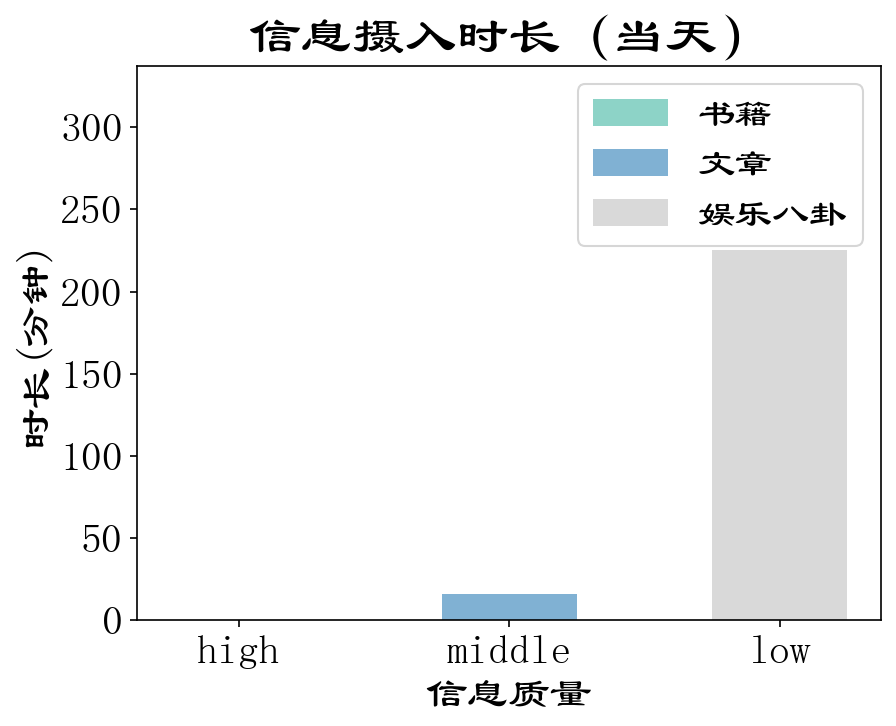 信息摄入时长 (当天)
300
250
200
150
100
50
0
时长(分钟)
书籍
文章
娱乐八卦
high middle low
信息质量